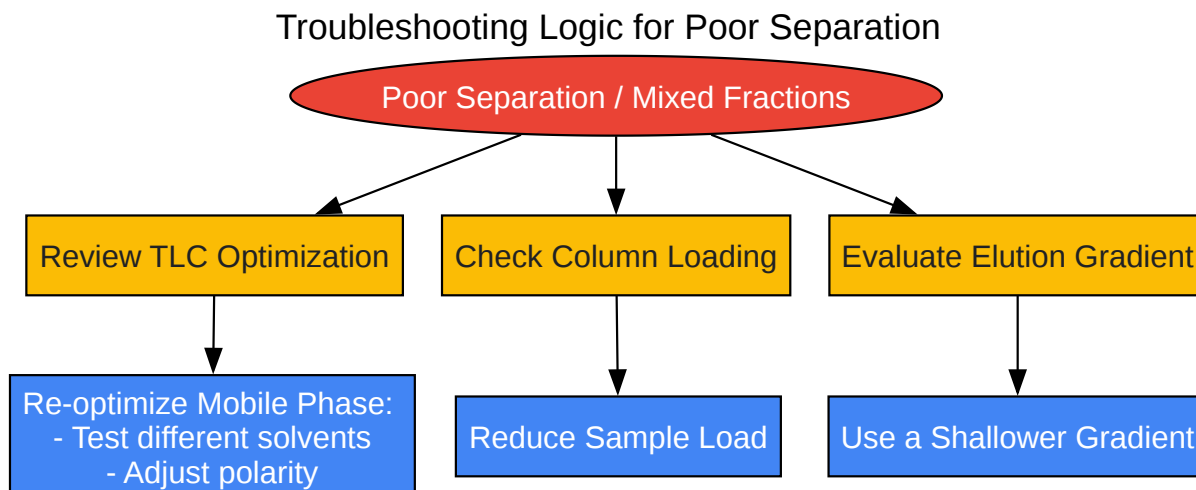 Troubleshooting Logic for Poor Separation
Poor Separation / Mixed Fractions
Review TLC Optimization
Check Column Loading
Evaluate Elution Gradient
Re-optimize Mobile Phase:
- Test different solvents
- Adjust polarity
Reduce Sample Load
Use a Shallower Gradient